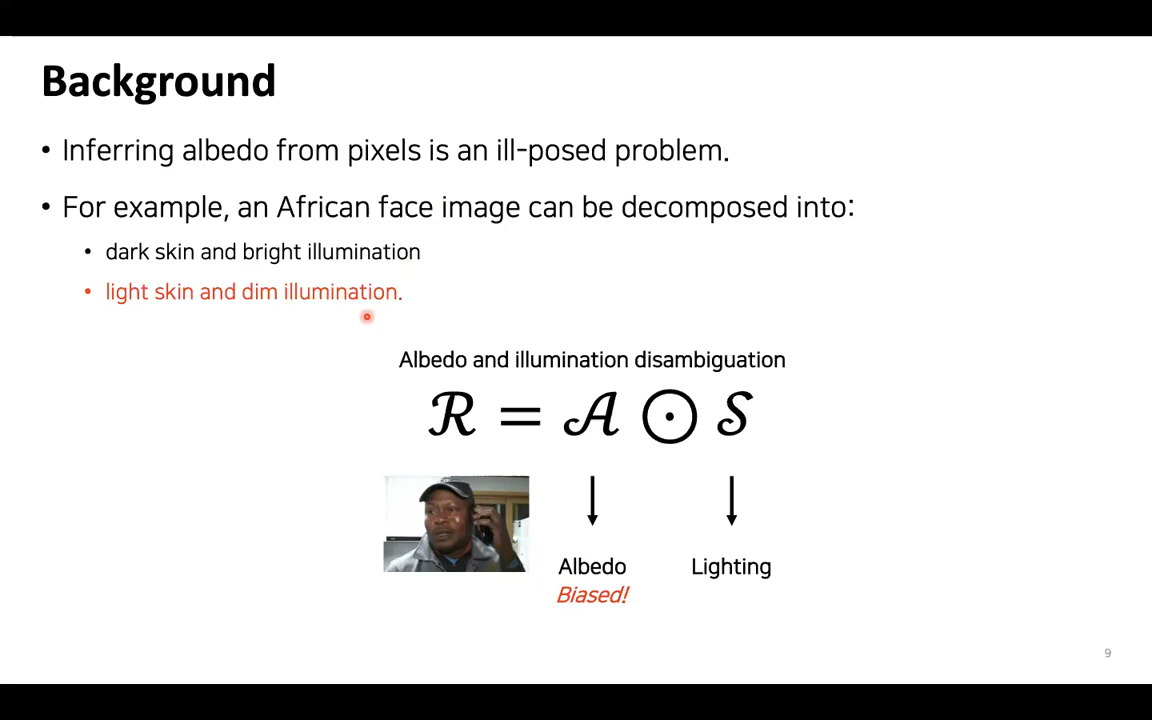 Background
• Inferring albedo from pixels is an ill-posed problem.
• For example, an African face image can be decomposed into:
• dark skin and bright illumination
• light skin and dim illumination.
Albedo and illumination disambiguation
ℛ = 𝒜 ⊙ 𝒮
Albedo
Lighting
Biased!
9